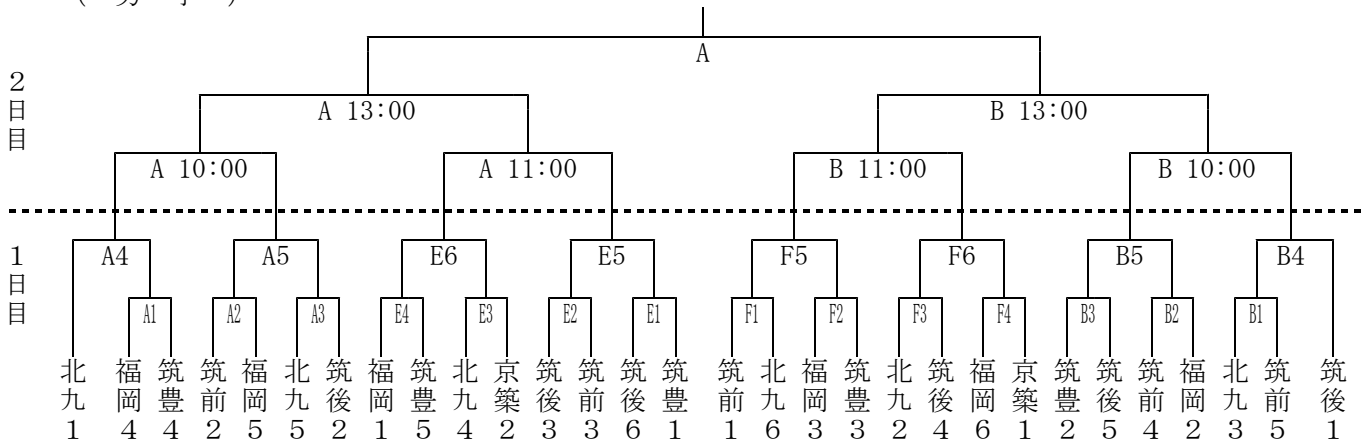 A
2日目
A 13:00
B 13:00
A 10:00
A 11:00
B 11:00
B 10:00
1日目
A4
A5
E6
E5
F5
F6
B5
B4
A1
A2
A3
E4
E3
E2
E1
F1
F2
F3
F4
B3
B2
B1
北九1
福岡4
筑豊4
筑前2
福岡5
北九5
筑後2
福岡1
筑豊5
北九4
京築2
筑後3
筑前3
筑後6
筑豊1
筑前1
北九6
福岡3
筑豊3
北九2
筑後4
福岡6
京築1
筑豊2
筑後5
筑前4
福岡2
北九3
筑前5
筑後1